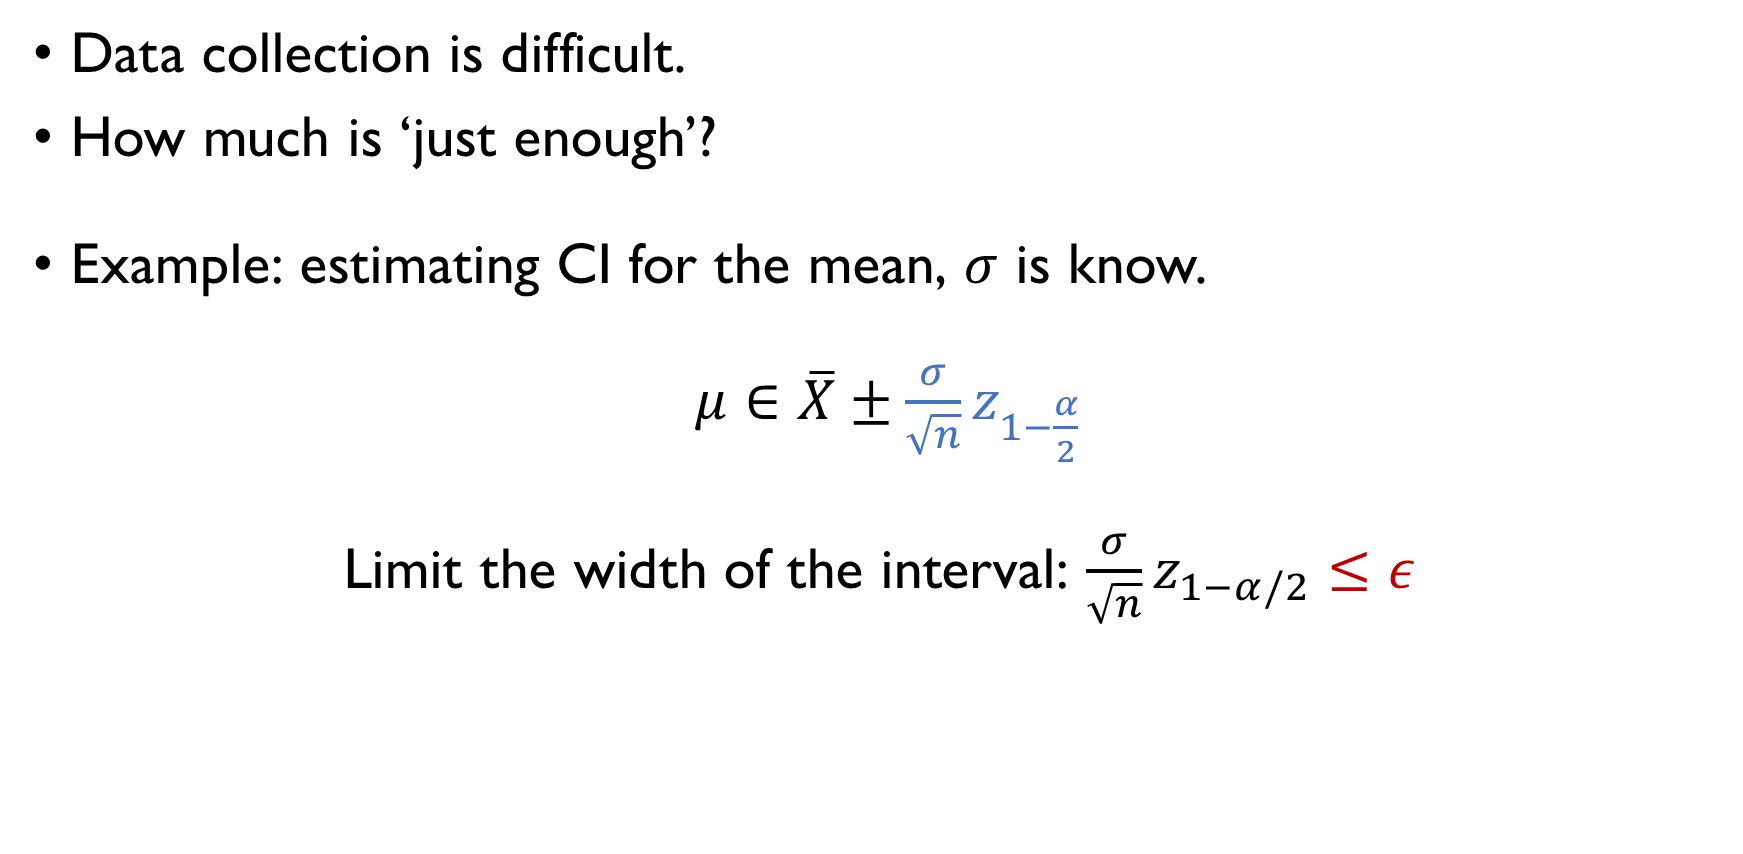 • Data collection is difficult.
• How much is ‘just enough’?
• Example: estimating CI for the mean, σ is know.
μ ∈ X̄ ± σ/√n z_{1−α/2}
Limit the width of the interval: σ/√n z_{1−α/2} ≤ ϵ